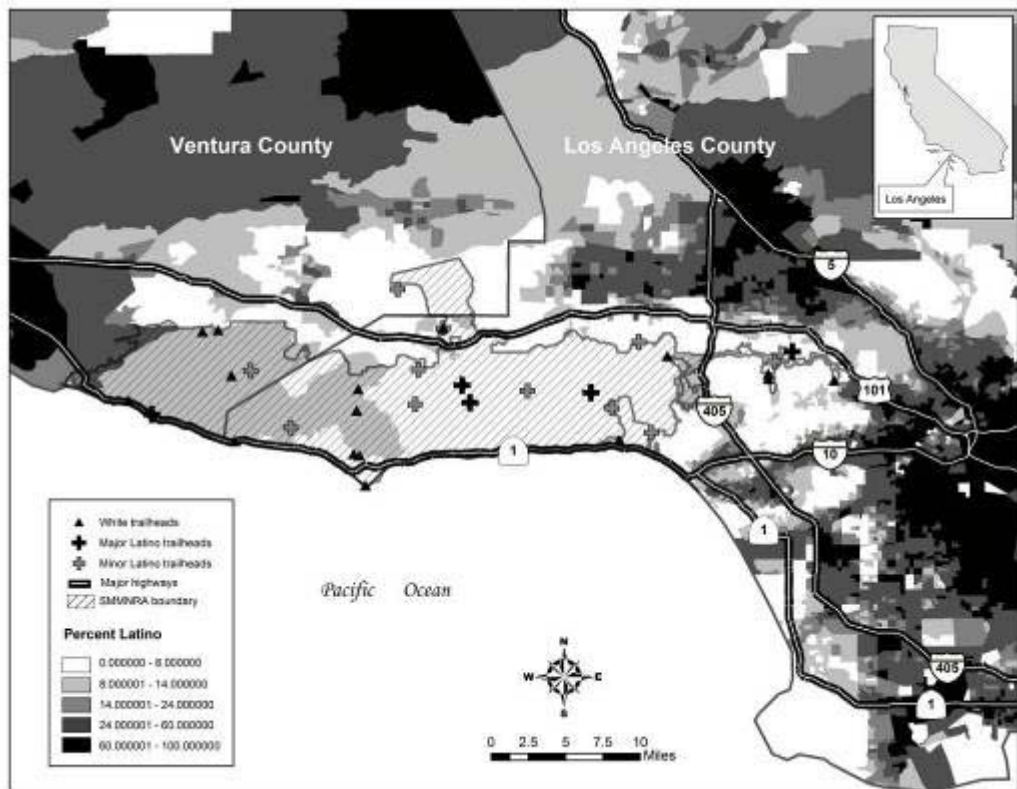 Ventura County
Los Angeles County
Los Angeles
5
101
405
10
1
1
405
1
White trailheads
Major Latino trailheads
Minor Latino trailheads
Major highways
SMMNRA boundary
Percent Latino
0.000000 - 8.000000
8.000001 - 14.000000
14.000001 - 24.000000
24.000001 - 60.000000
60.000001 - 100.000000
Pacific Ocean
N
W E
S
0 2.5 5 7.5 10
Miles